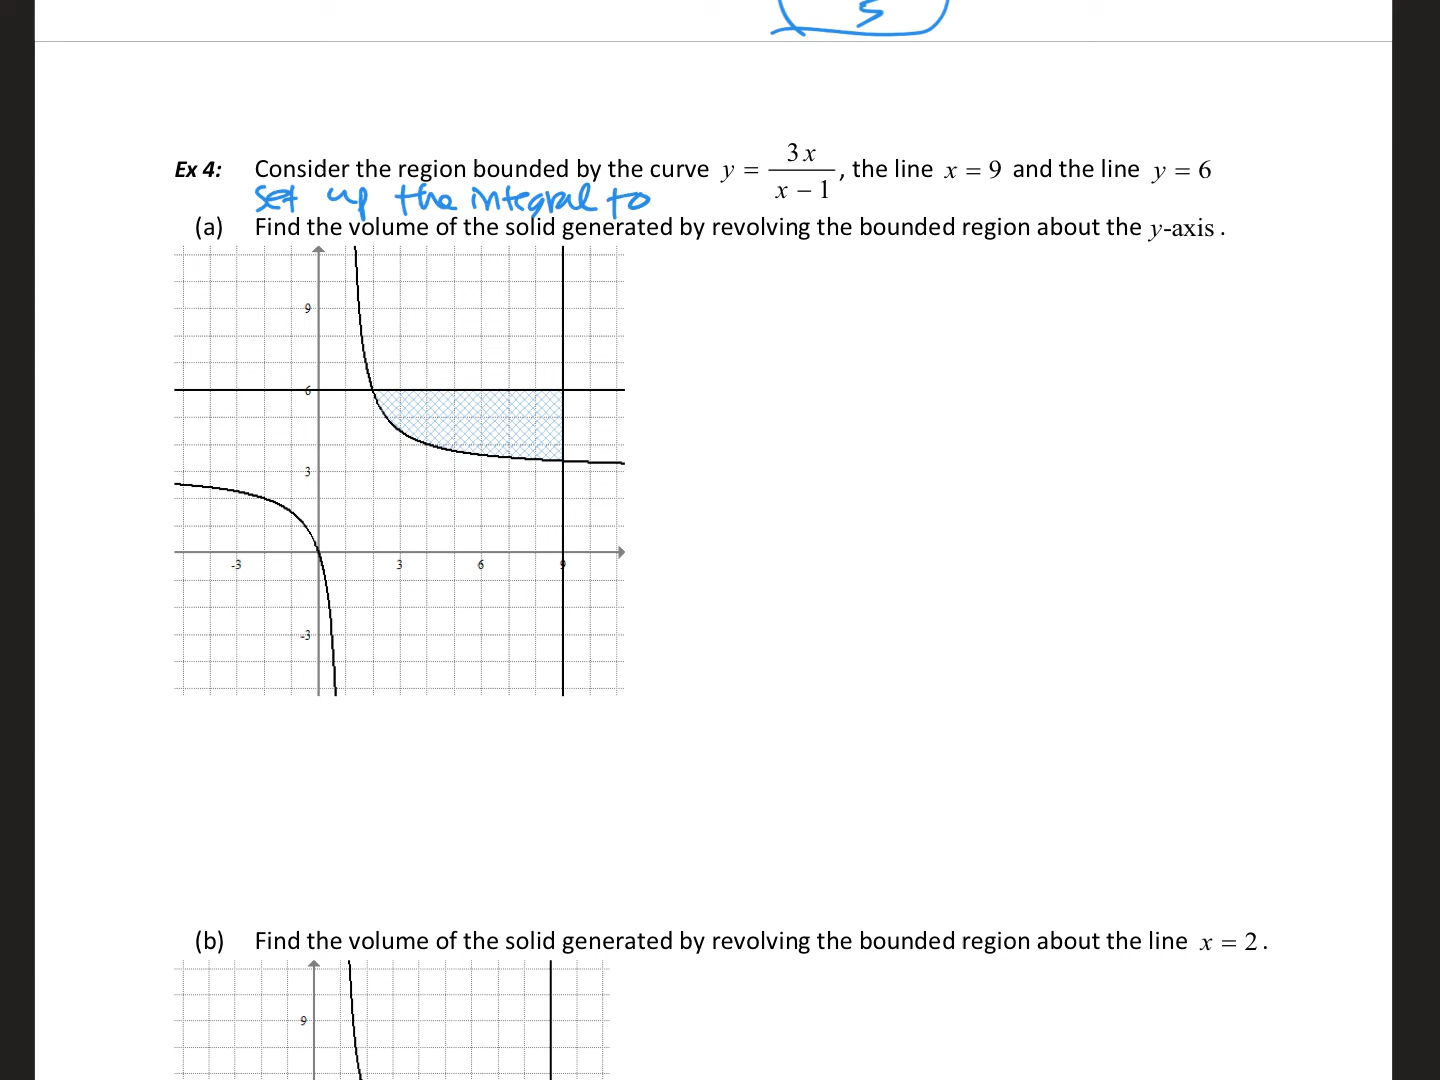 5
Ex 4: Consider the region bounded by the curve y = 3x / (x − 1), the line x = 9 and the line y = 6
set up the integral to
(a) Find the volume of the solid generated by revolving the bounded region about the y-axis.
9
6
3
-3 3 6 9
-3
(b) Find the volume of the solid generated by revolving the bounded region about the line x = 2.
9